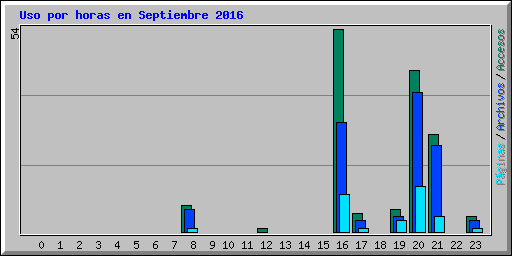 Uso por horas en Septiembre 2016
54
Páginas / Archivos / Accesos
0 1 2 3 4 5 6 7 8 9 10 11 12 13 14 15 16 17 18 19 20 21 22 23